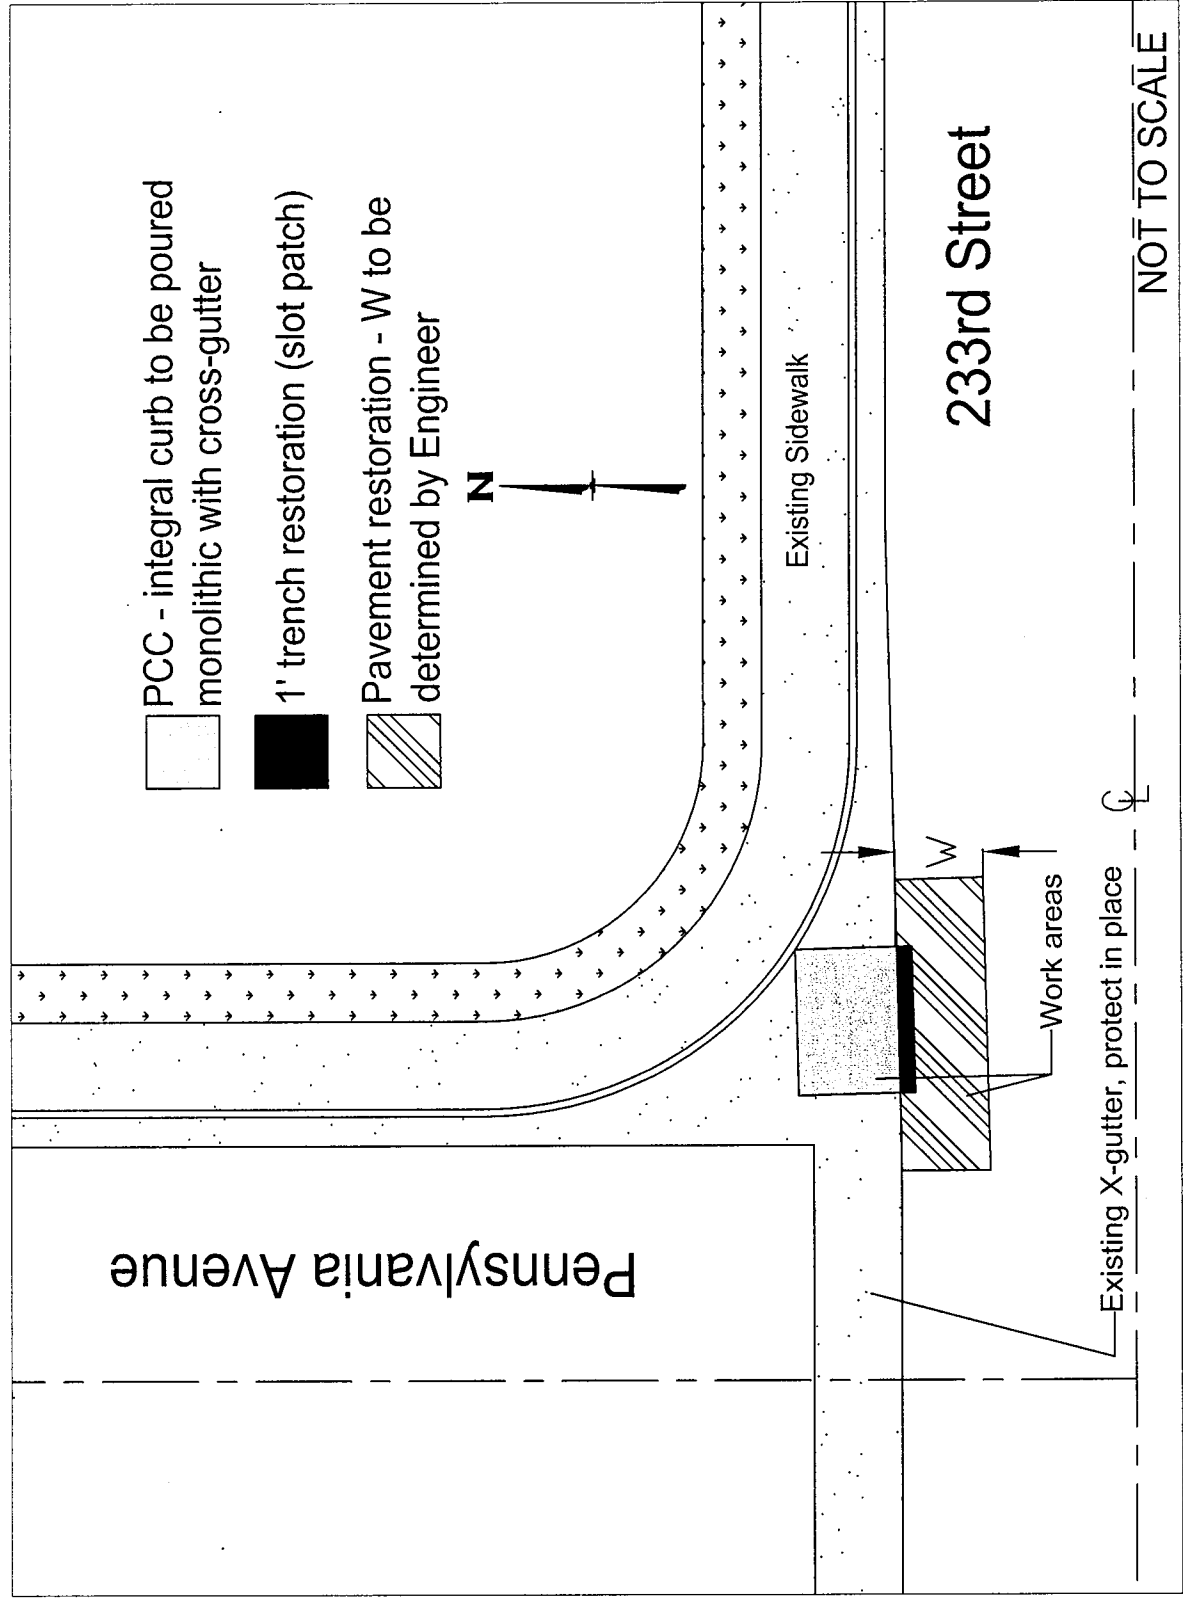 PCC - integral curb to be poured
monolithic with cross-gutter
1' trench restoration (slot patch)
Pavement restoration - W to be
determined by Engineer
N
Existing Sidewalk
233rd Street
Pennsylvania Avenue
W
Work areas
Existing X-gutter, protect in place
CL
NOT TO SCALE